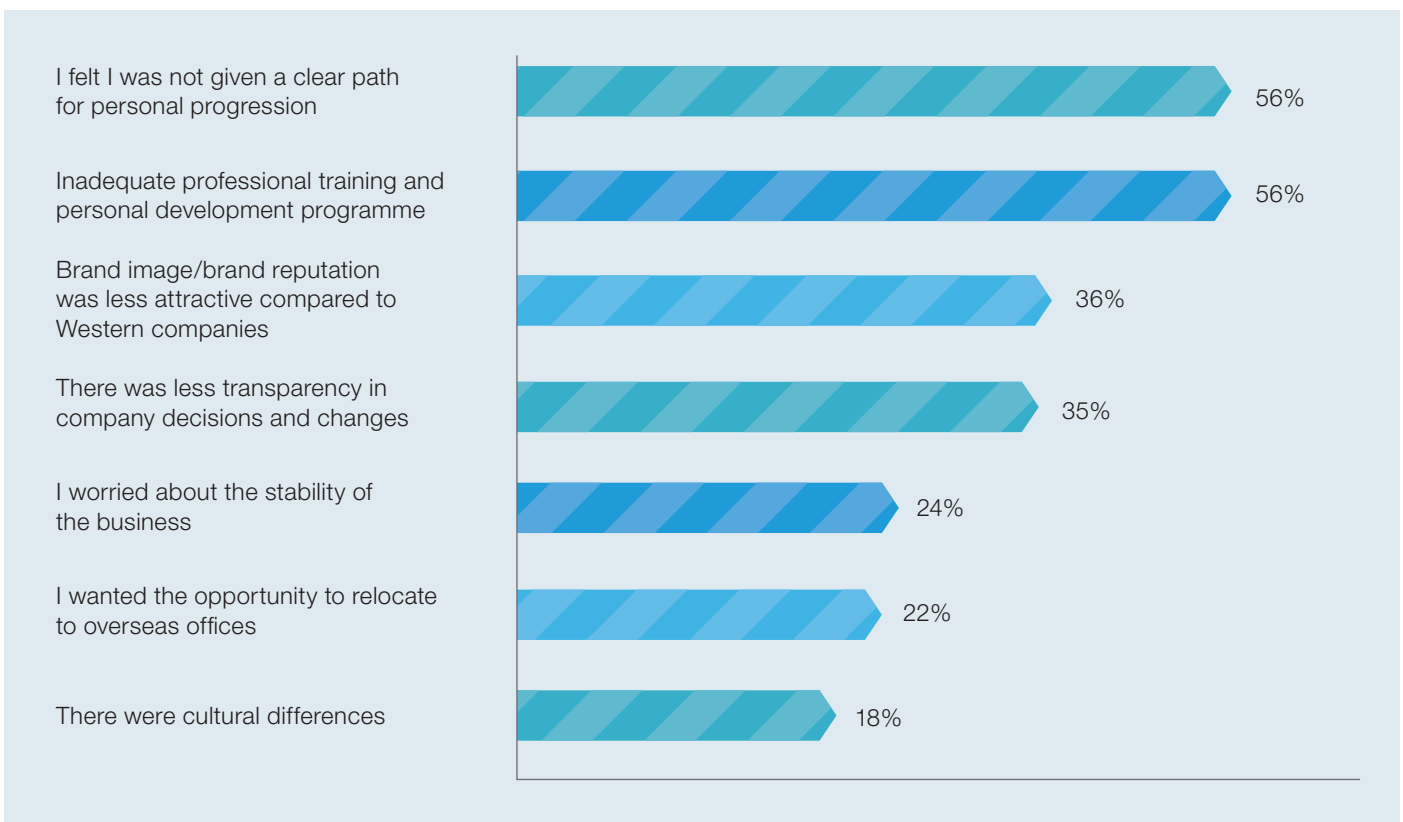 I felt I was not given a clear path
for personal progression
56%
Inadequate professional training and
personal development programme
56%
Brand image/brand reputation
was less attractive compared to
Western companies
36%
There was less transparency in
company decisions and changes
35%
I worried about the stability of
the business
24%
I wanted the opportunity to relocate
to overseas offices
22%
There were cultural differences
18%